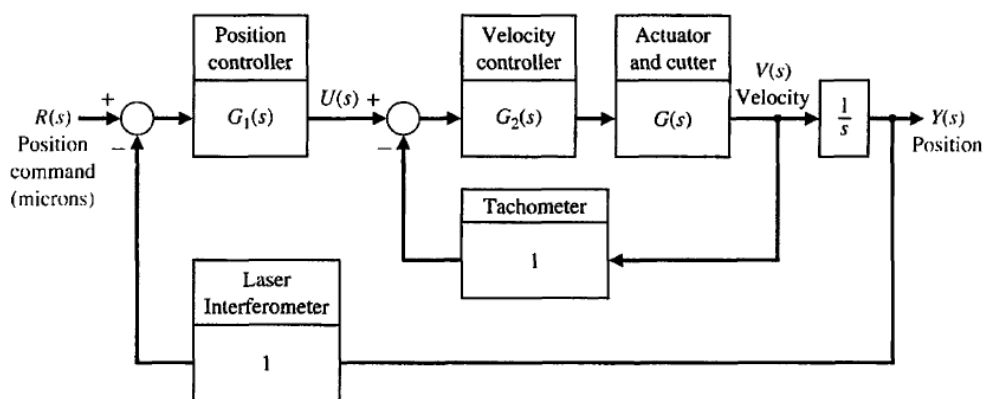 Position
controller
G₁(s)
Velocity
controller
G₂(s)
Actuator
and cutter
G(s)
R(s)
+
−
Position
command
(microns)
U(s) +
−
V(s)
Velocity
1
s
Y(s)
Position
Tachometer
1
Laser
Interferometer
1